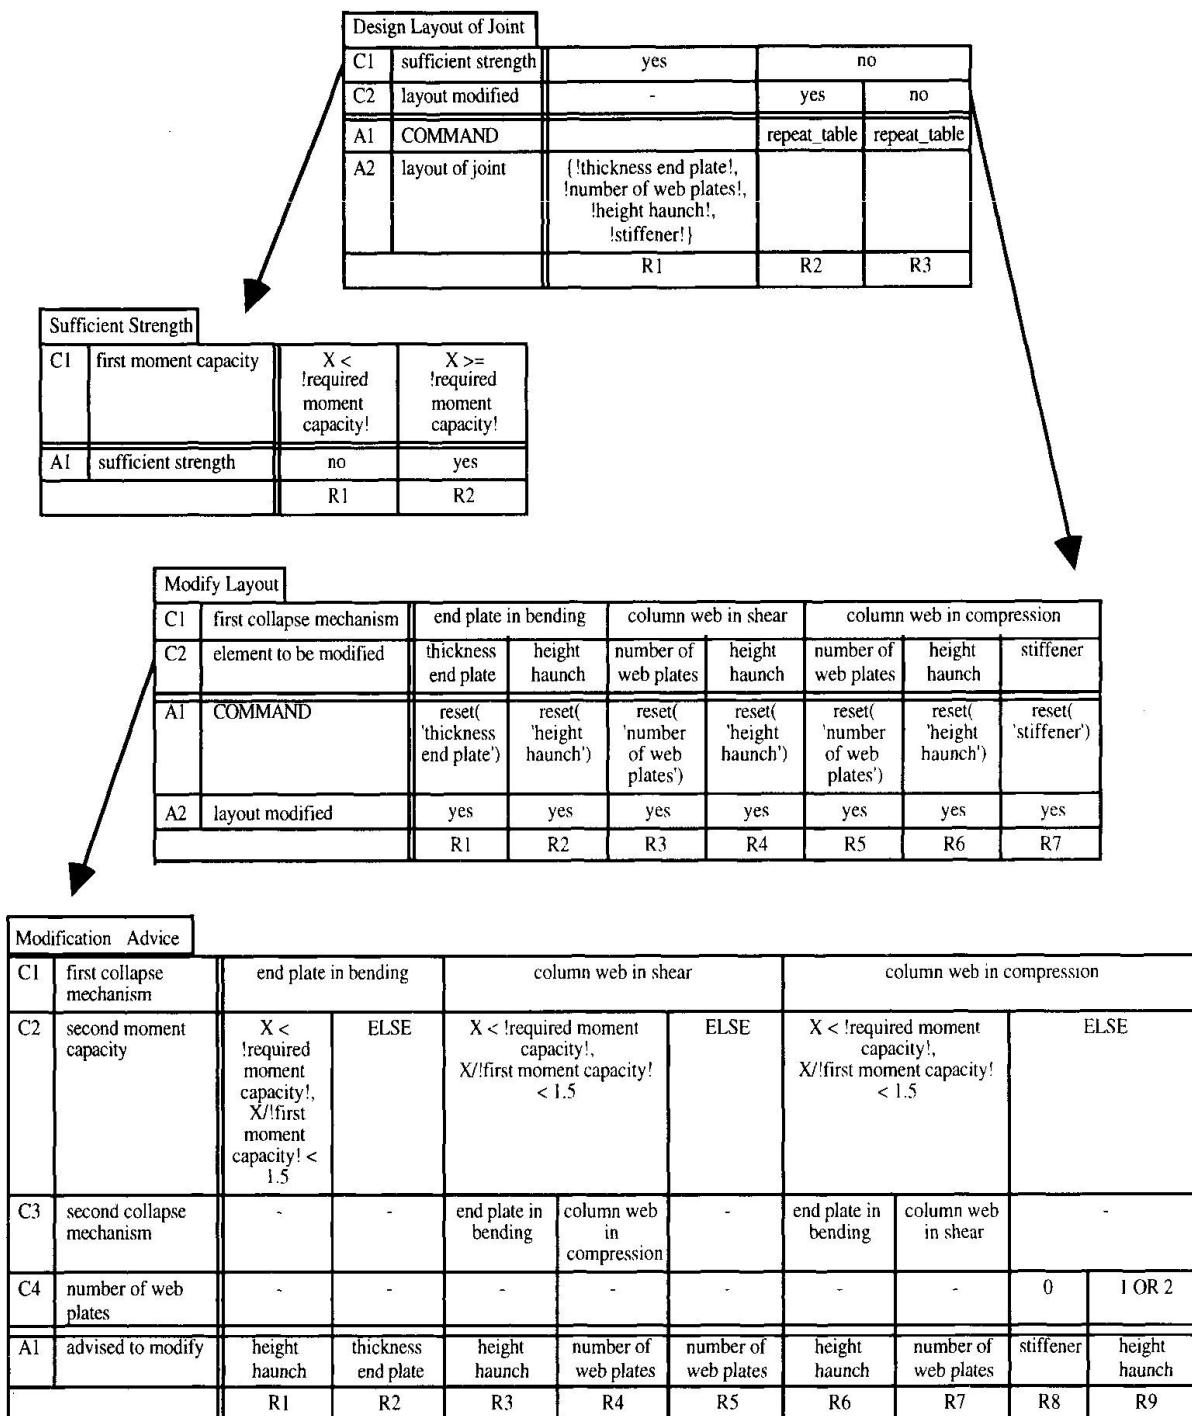 Design Layout of Joint
C1 sufficient strength yes no
C2 layout modified - yes no
A1 COMMAND repeat_table repeat_table
A2 layout of joint {!thickness end plate!,
!number of web plates!,
!height haunch!,
!stiffener!}
R1 R2 R3
Sufficient Strength
C1 first moment capacity X < X >=
!required !required
moment moment
capacity! capacity!
A1 sufficient strength no yes
R1 R2
Modify Layout
C1 first collapse mechanism end plate in bending column web in shear column web in compression
C2 element to be modified thickness height number of height number of height stiffener
end plate haunch web plates haunch web plates haunch
A1 COMMAND reset( reset( reset( reset( reset( reset( reset(
'thickness 'height 'number 'height 'number 'height 'stiffener')
end plate') haunch') of web haunch') of web haunch')
plates') plates')
A2 layout modified yes yes yes yes yes yes yes
R1 R2 R3 R4 R5 R6 R7
Modification Advice
C1 first collapse end plate in bending column web in shear column web in compression
mechanism
C2 second moment X < ELSE X < !required moment ELSE X < !required moment ELSE
capacity !required capacity!, capacity!,
moment X/!first moment capacity! X/!first moment capacity!
capacity!, < 1.5 < 1.5
X/!first
moment
capacity! <
1.5
C3 second collapse - - end plate in column web - end plate in column web -
mechanism bending in bending in shear
compression
C4 number of web - - - - - - - 0 1 OR 2
plates
A1 advised to modify height thickness height number of number of height number of stiffener height
haunch end plate haunch web plates web plates haunch web plates haunch
R1 R2 R3 R4 R5 R6 R7 R8 R9